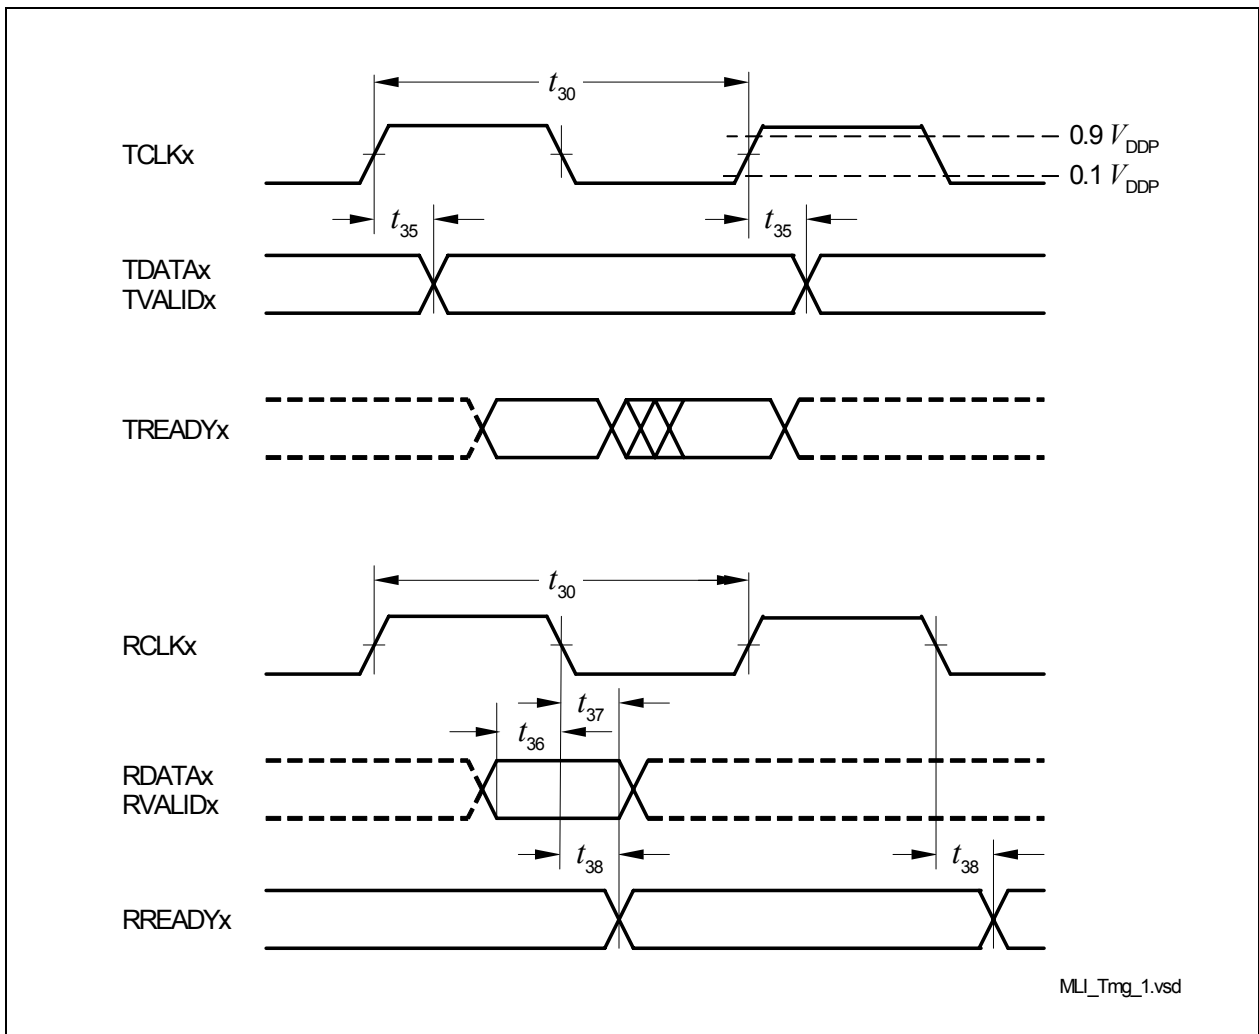 t30
TCLKx
0.9 VDDP
0.1 VDDP
t35
t35
TDATAx
TVALIDx
TREADYx
t30
RCLKx
t37
t36
RDATAx
RVALIDx
t38
t38
RREADYx
MLI_Tmg_1.vsd